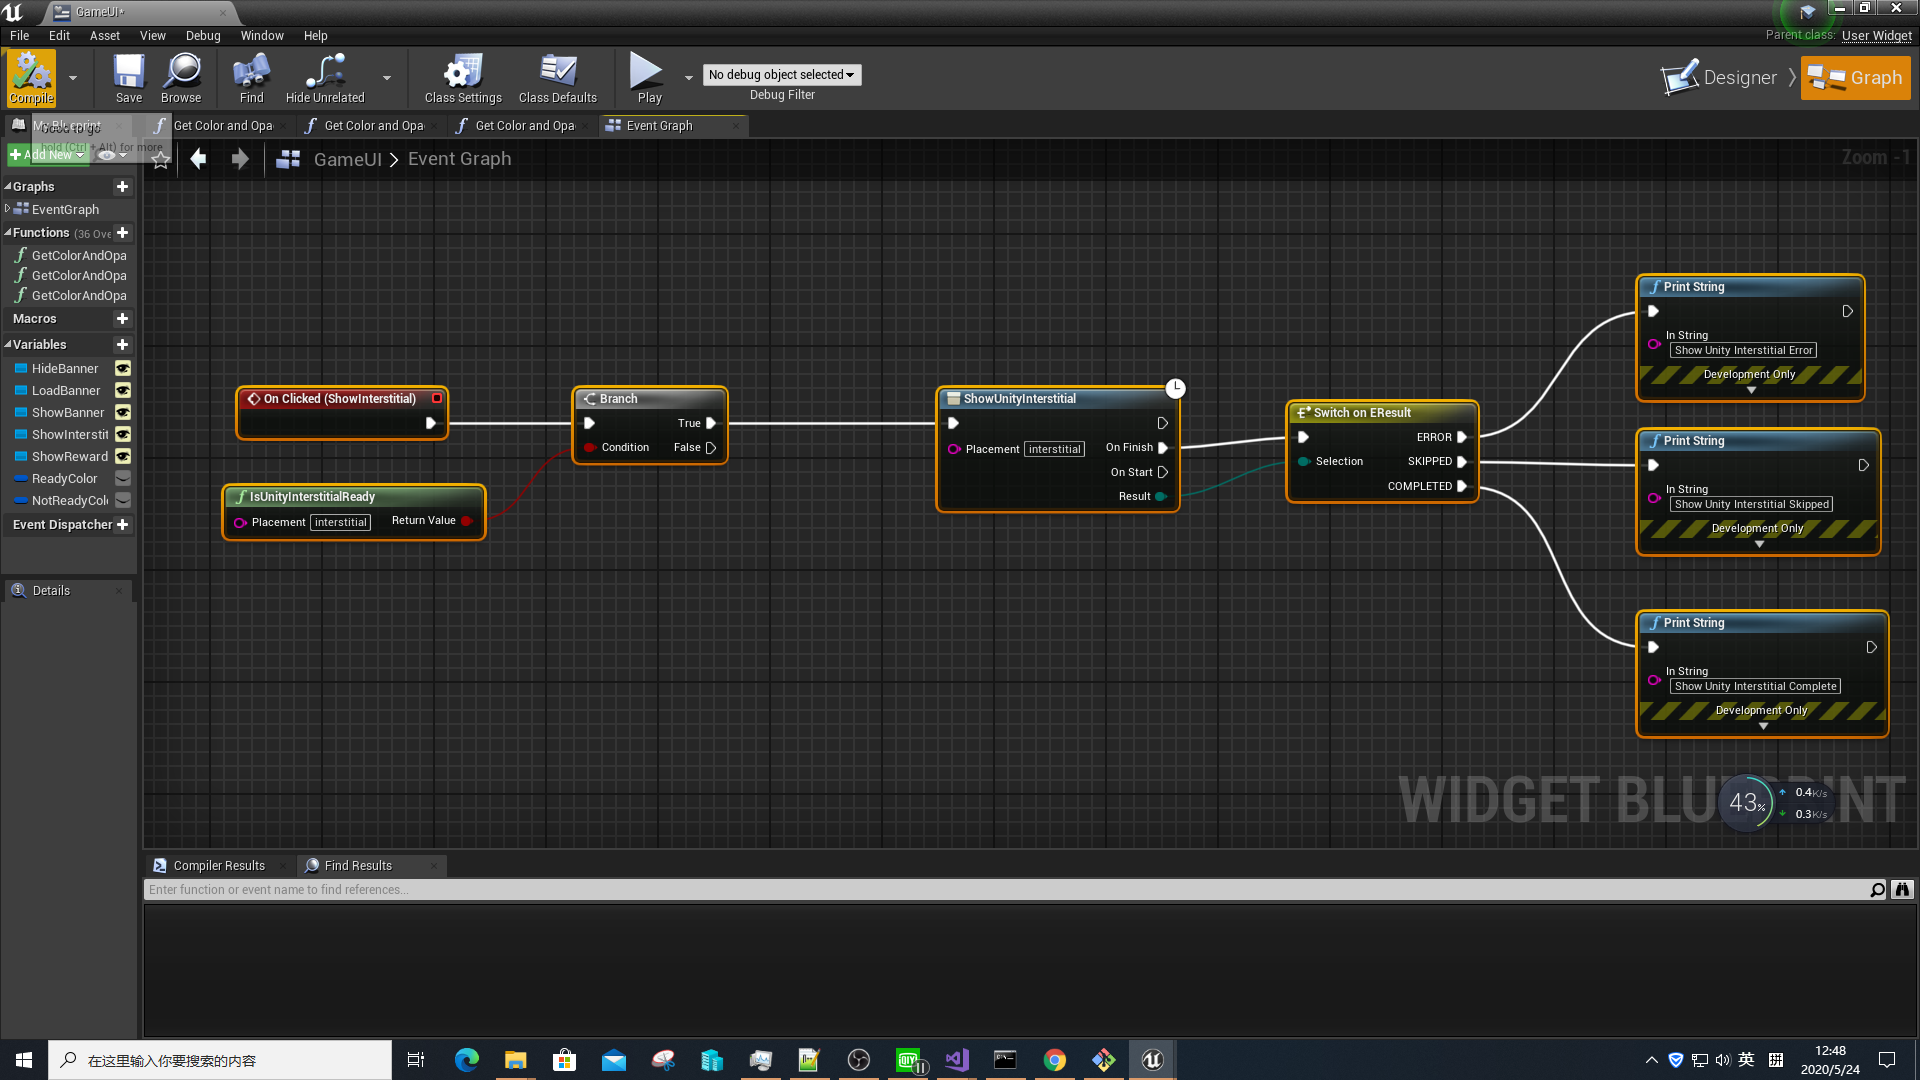 GameUI*
File Edit Asset View Debug Window Help
Parent class: User Widget
Compile Save Browse Find Hide Unrelated Class Settings Class Defaults Play
No debug object selected
Debug Filter
Designer Graph
Get Color and Opa Get Color and Opa Get Color and Opa Event Graph
hold (Ctrl + Alt) for more
Add New
GameUI > Event Graph
Zoom -1
Graphs
EventGraph
Functions (36 Ove
GetColorAndOpa
GetColorAndOpa
GetColorAndOpa
Macros
Variables
HideBanner
LoadBanner
ShowBanner
ShowInterstit
ShowReward
ReadyColor
NotReadyColo
Event Dispatcher
Details
On Clicked (ShowInterstitial)
IsUnityInterstitialReady
Placement interstitial Return Value
Branch
True
Condition False
ShowUnityInterstitial
Placement interstitial On Finish
On Start
Result
Switch on EResult
ERROR
Selection SKIPPED
COMPLETED
Print String
In String
Show Unity Interstitial Error
Development Only
Print String
In String
Show Unity Interstitial Skipped
Development Only
Print String
In String
Show Unity Interstitial Complete
Development Only
43% 0.4K/s
0.3K/s
Compiler Results Find Results
Enter function or event name to find references...
在这里输入你要搜索的内容
英
12:48
2020/5/24